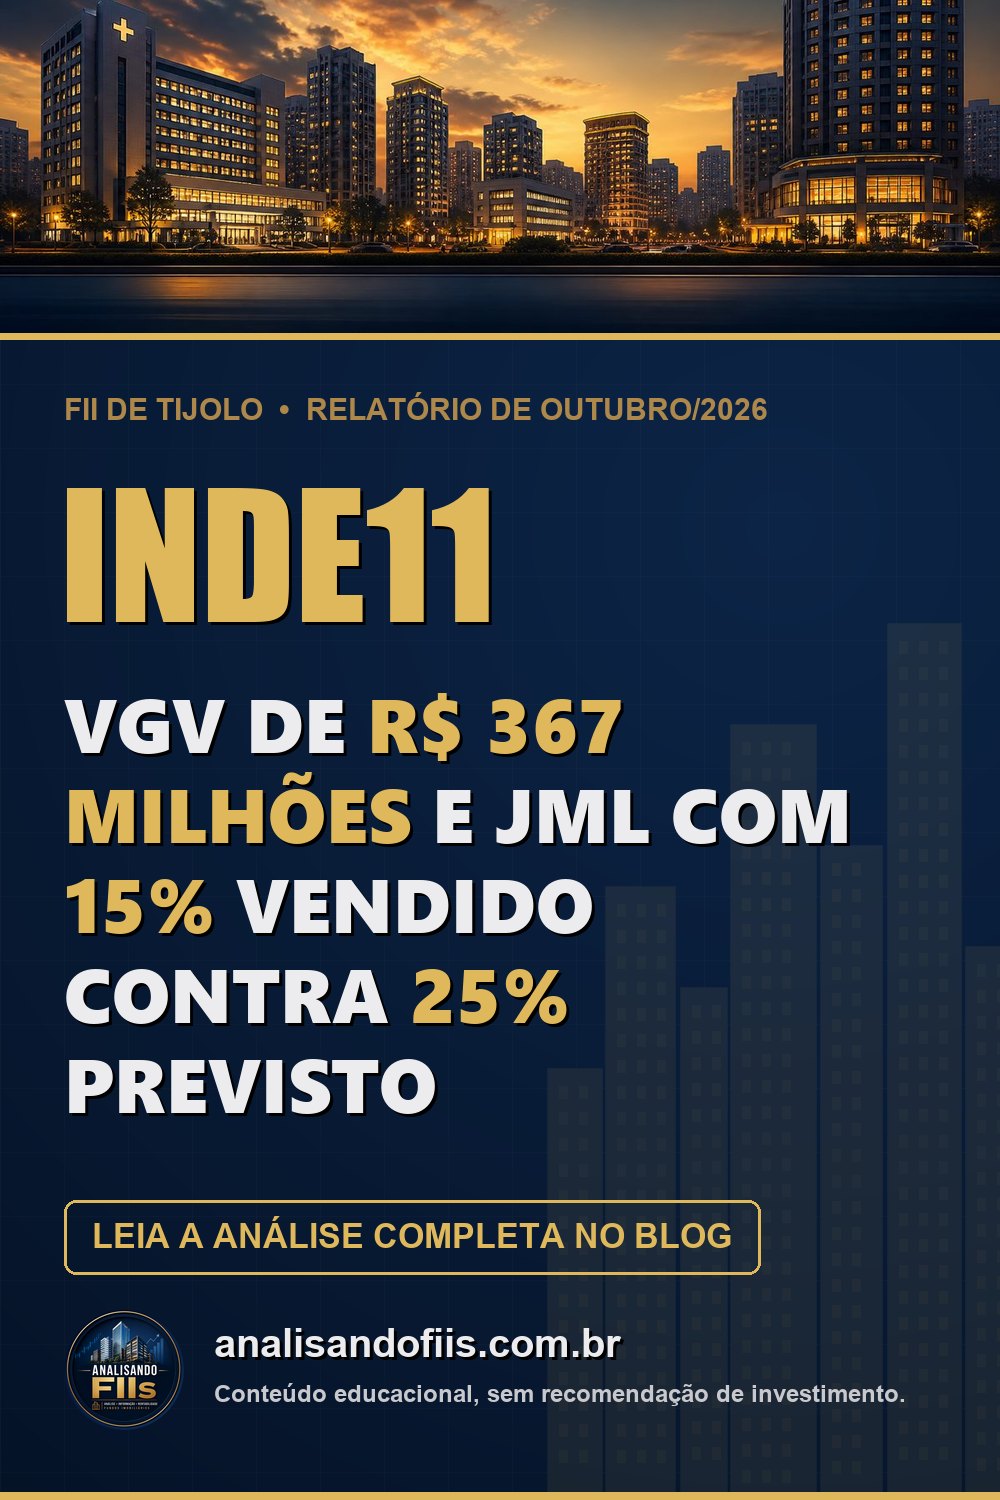 FII DE TIJOLO • RELATÓRIO DE OUTUBRO/2026
INDE11
VGV DE R$ 367
MILHÕES E JML COM
15% VENDIDO
CONTRA 25%
PREVISTO
LEIA A ANÁLISE COMPLETA NO BLOG
ANALISANDO
FIIs
analisandofiis.com.br
Conteúdo educacional, sem recomendação de investimento.